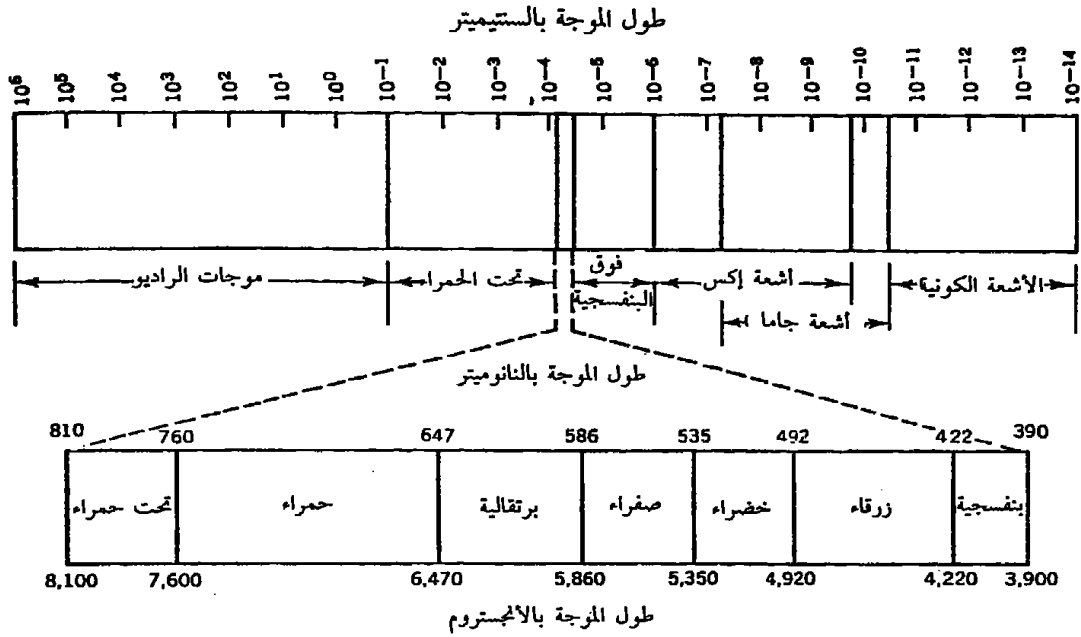 طول الموجة بالسنتيميتر
10⁶ 10⁵ 10⁴ 10³ 10² 10¹ 10⁰ 10⁻¹ 10⁻² 10⁻³ 10⁻⁴ 10⁻⁵ 10⁻⁶ 10⁻⁷ 10⁻⁸ 10⁻⁹ 10⁻¹⁰ 10⁻¹¹ 10⁻¹² 10⁻¹³ 10⁻¹⁴
موجات الراديو
تحت الحمراء
فوق
البنفسجية
أشعة إكس
الأشعة الكونية
أشعة جاما
طول الموجة بالنانوميتر
810 760 647 586 535 492 422 390
تحت حمراء
حمراء
برتقالية
صفراء
خضراء
زرقاء
بنفسجية
8,100 7,600 6,470 5,860 5,350 4,920 4,220 3,900
طول الموجة بالأنجستروم